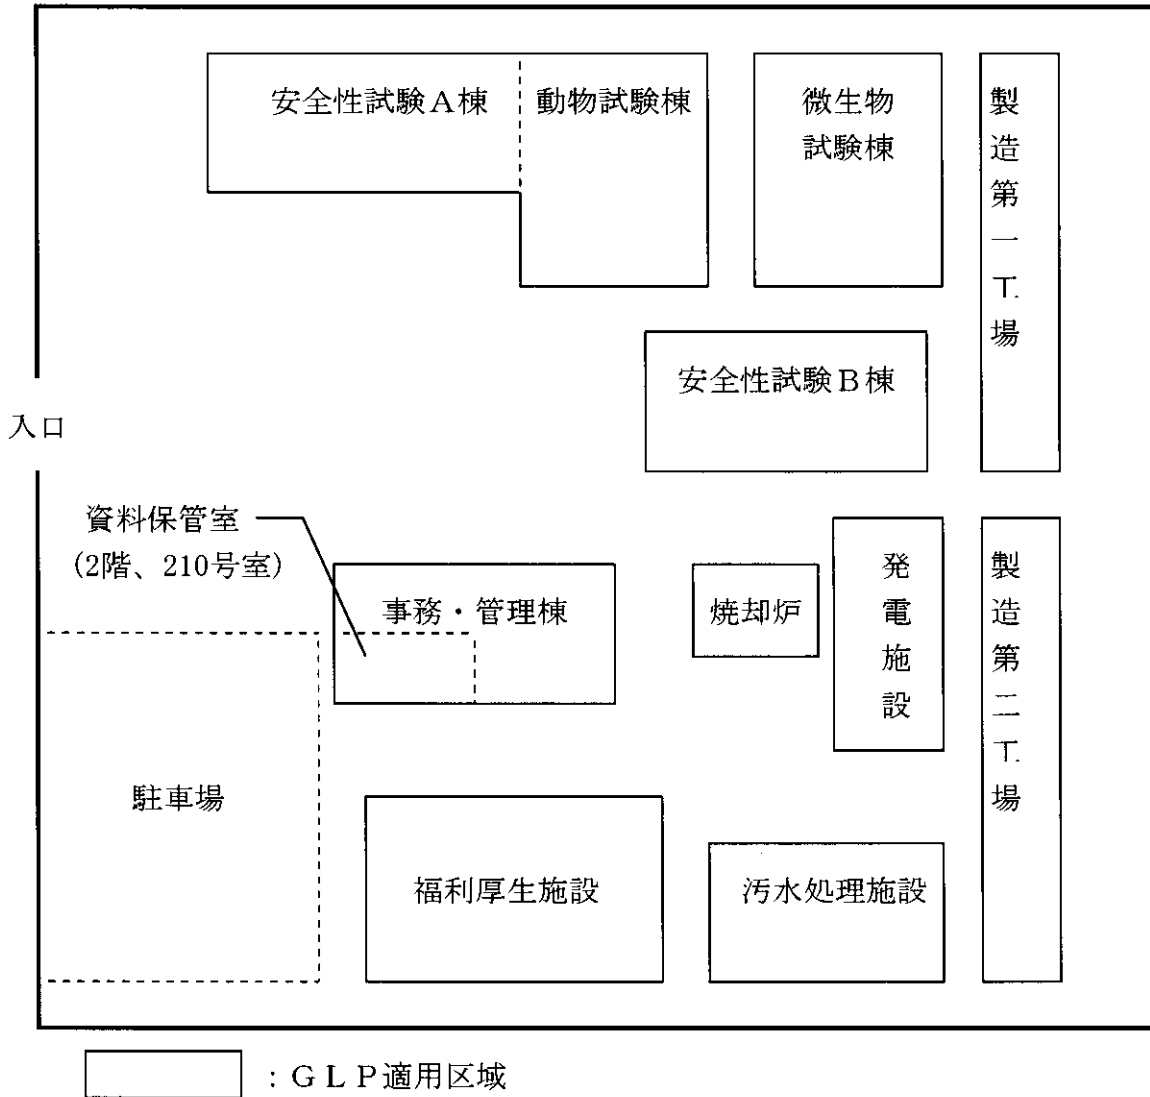 安全性試験A棟
動物試験棟
微生物
試験棟
製造第一工場
安全性試験B棟
入口
資料保管室
(2階、210号室)
事務・管理棟
焼却炉
発電施設
製造第二工場
駐車場
福利厚生施設
汚水処理施設
：GLP適用区域